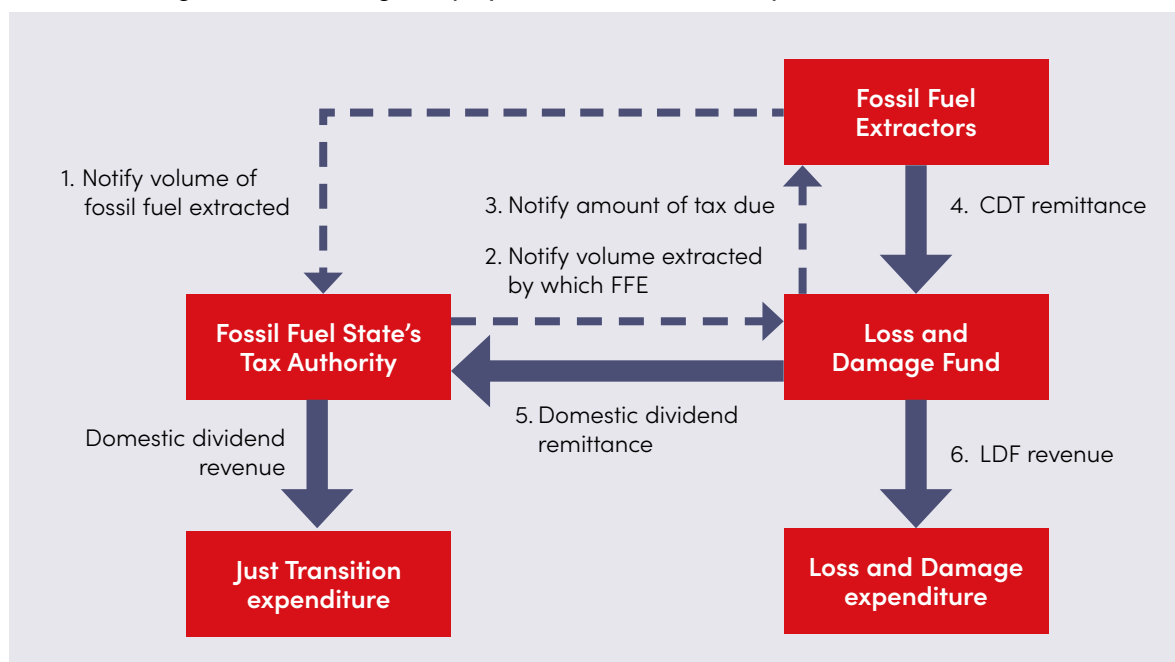 Fossil Fuel
Extractors
1. Notify volume of
fossil fuel extracted
3. Notify amount of tax due
4. CDT remittance
2. Notify volume extracted
by which FFE
Fossil Fuel State’s
Tax Authority
Loss and
Damage Fund
5. Domestic dividend
remittance
Domestic dividend
revenue
6. LDF revenue
Just Transition
expenditure
Loss and Damage
expenditure